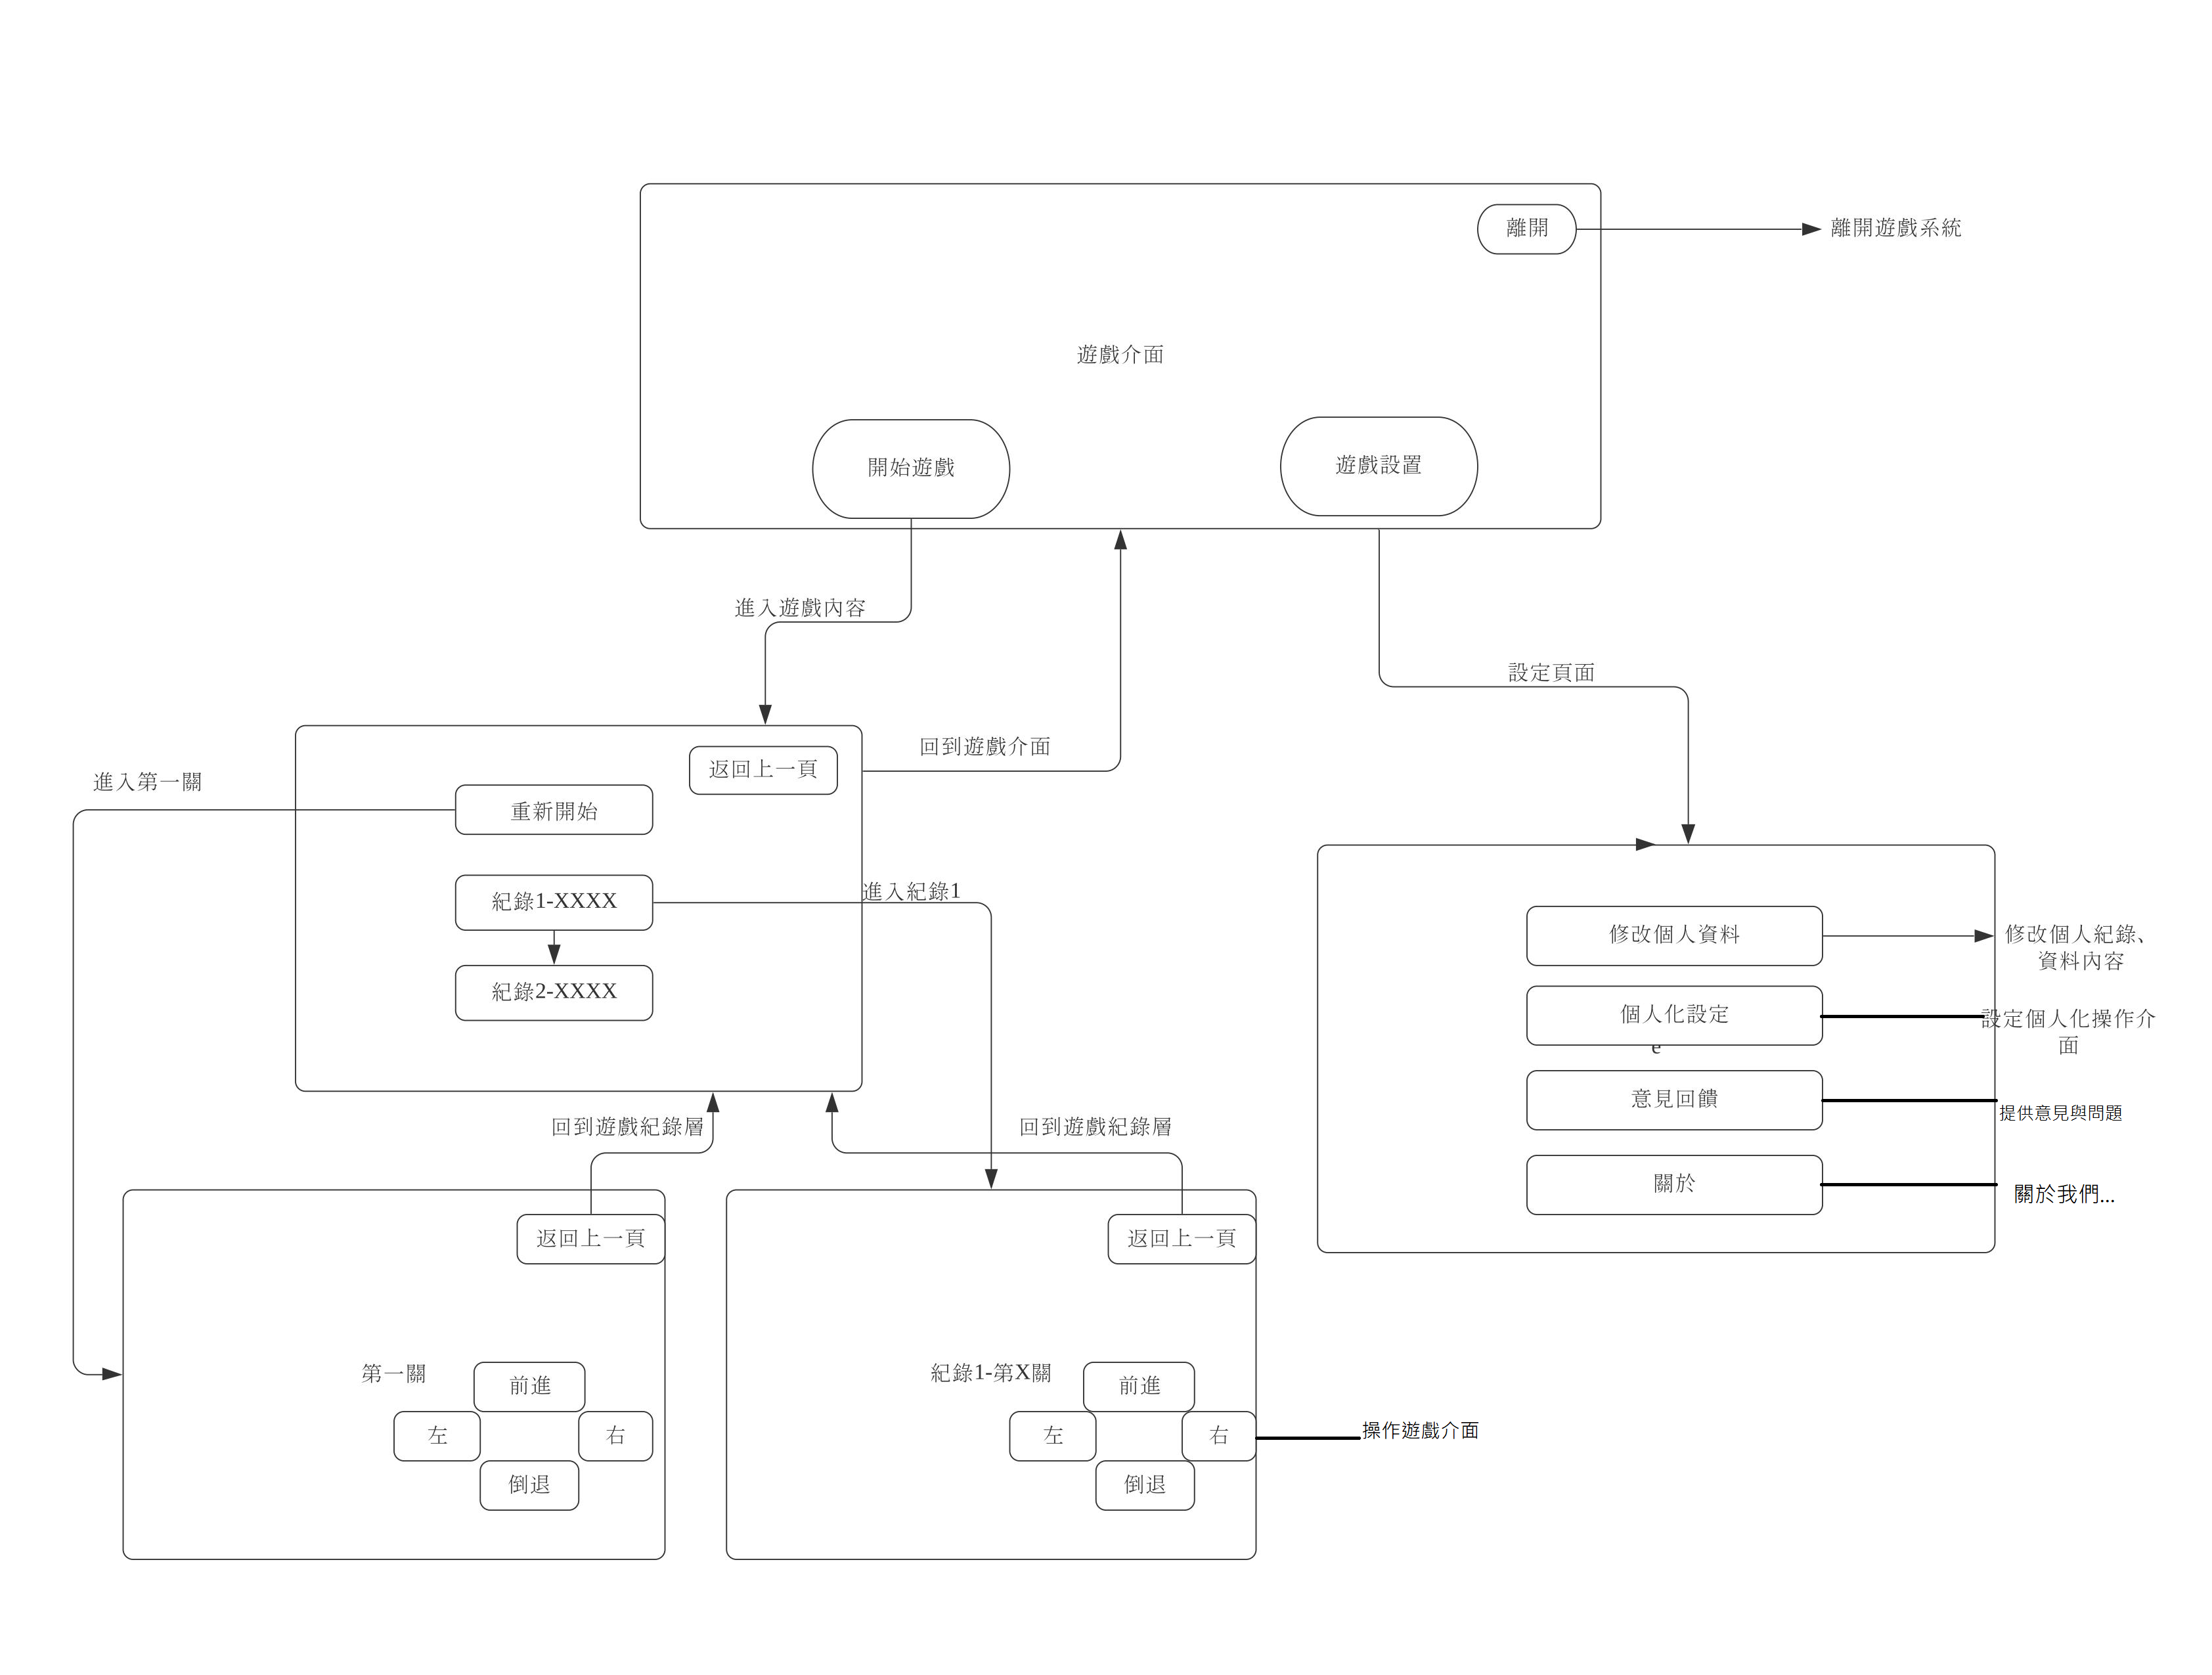 離開
離開遊戲系統
遊戲介面
開始遊戲
遊戲設置
進入遊戲內容
設定頁面
回到遊戲介面
返回上一頁
進入第一關
重新開始
紀錄1-XXXX
進入紀錄1
紀錄2-XXXX
修改個人資料
修改個人紀錄、
資料內容
個人化設定
設定個人化操作介
面
意見回饋
提供意見與問題
關於
關於我們...
回到遊戲紀錄層
回到遊戲紀錄層
返回上一頁
返回上一頁
第一關
前進
左
右
倒退
紀錄1-第X關
前進
左
右
倒退
操作遊戲介面